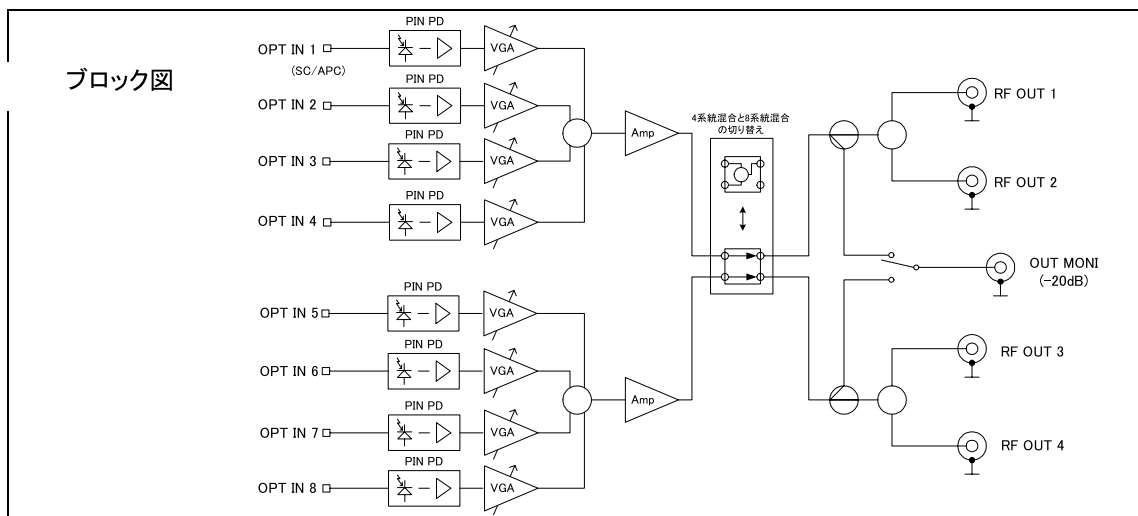 ブロック図
PIN PD
OPT IN 1
VGA
(SC/APC)
PIN PD
OPT IN 2
VGA
PIN PD
OPT IN 3
VGA
PIN PD
OPT IN 4
VGA
Amp
4系統混合と8系統混合
の切り替え
RF OUT 1
RF OUT 2
OUT MONI
(-20dB)
PIN PD
OPT IN 5
VGA
PIN PD
OPT IN 6
VGA
PIN PD
OPT IN 7
VGA
PIN PD
OPT IN 8
VGA
Amp
RF OUT 3
RF OUT 4